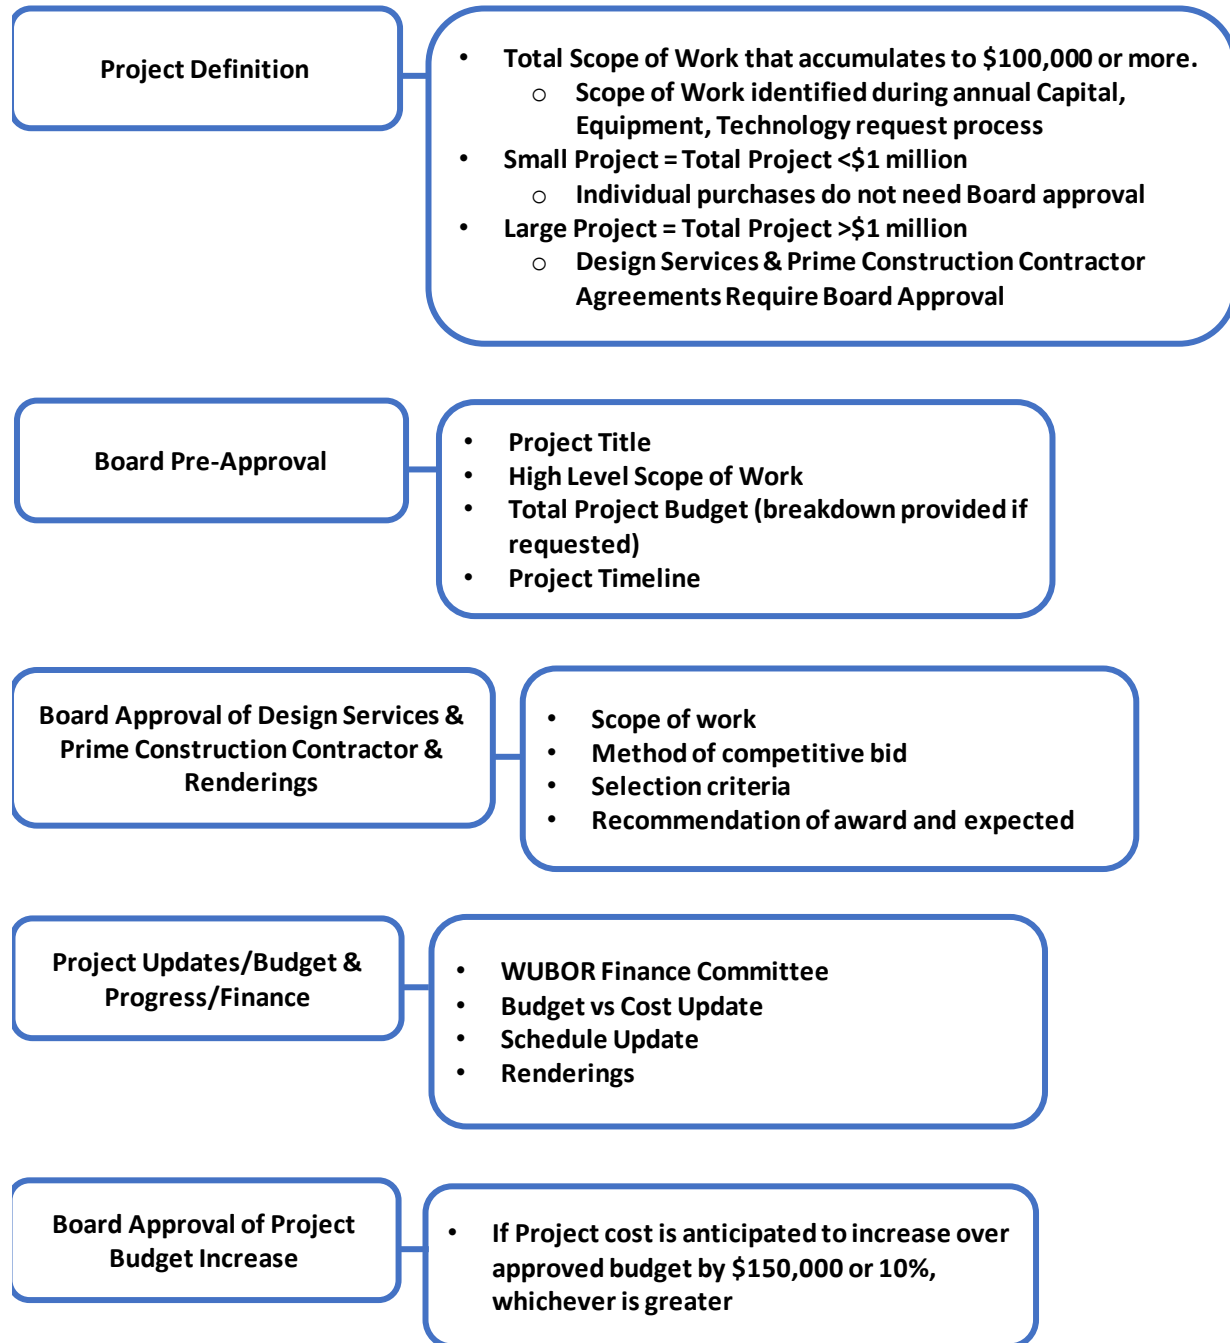 Project Definition
• Total Scope of Work that accumulates to $100,000 or more.
o Scope of Work identified during annual Capital,
Equipment, Technology request process
• Small Project = Total Project <$1 million
o Individual purchases do not need Board approval
• Large Project = Total Project >$1 million
o Design Services & Prime Construction Contractor
Agreements Require Board Approval
Board Pre-Approval
• Project Title
• High Level Scope of Work
• Total Project Budget (breakdown provided if
requested)
• Project Timeline
Board Approval of Design Services &
Prime Construction Contractor &
Renderings
• Scope of work
• Method of competitive bid
• Selection criteria
• Recommendation of award and expected
Project Updates/Budget &
Progress/Finance
• WUBOR Finance Committee
• Budget vs Cost Update
• Schedule Update
• Renderings
Board Approval of Project
Budget Increase
• If Project cost is anticipated to increase over
approved budget by $150,000 or 10%,
whichever is greater